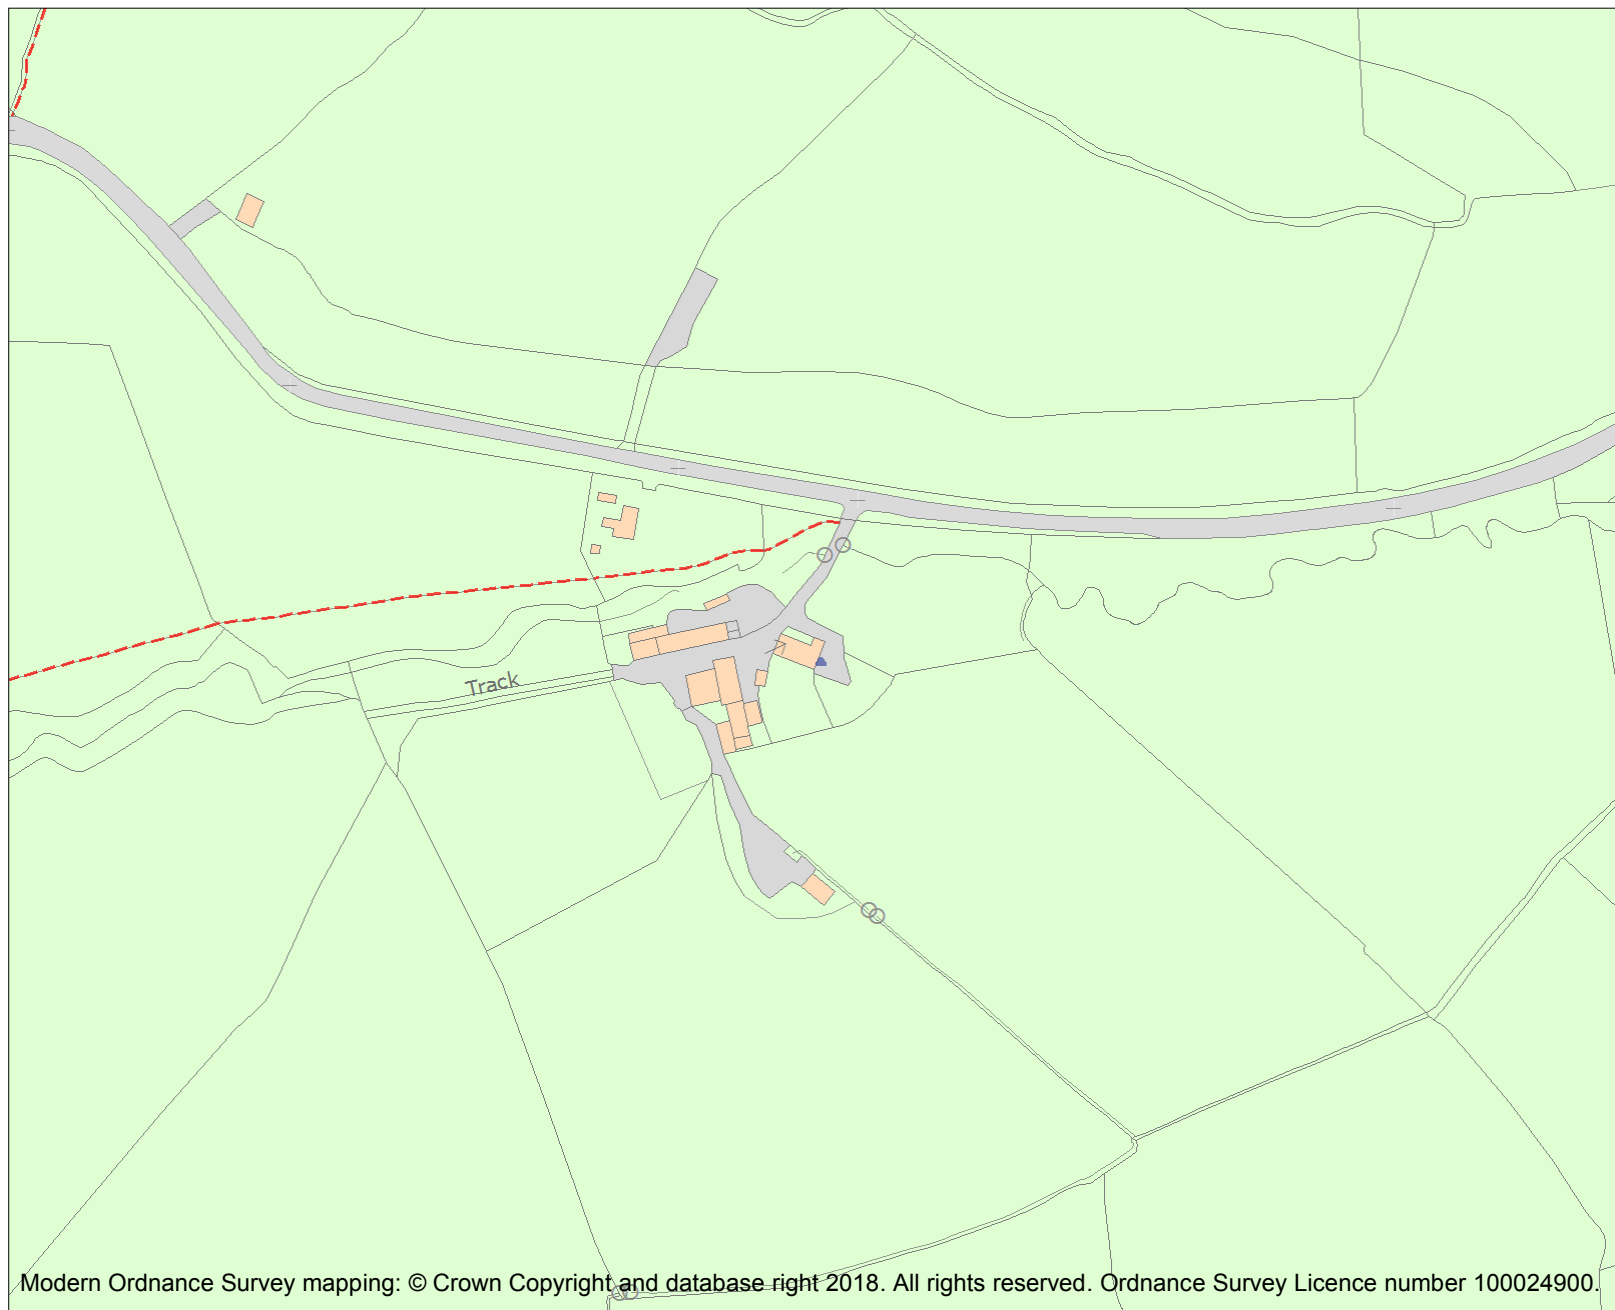 Track
Modern Ordnance Survey mapping: © Crown Copyright and database right 2018. All rights reserved. Ordnance Survey Licence number 100024900.